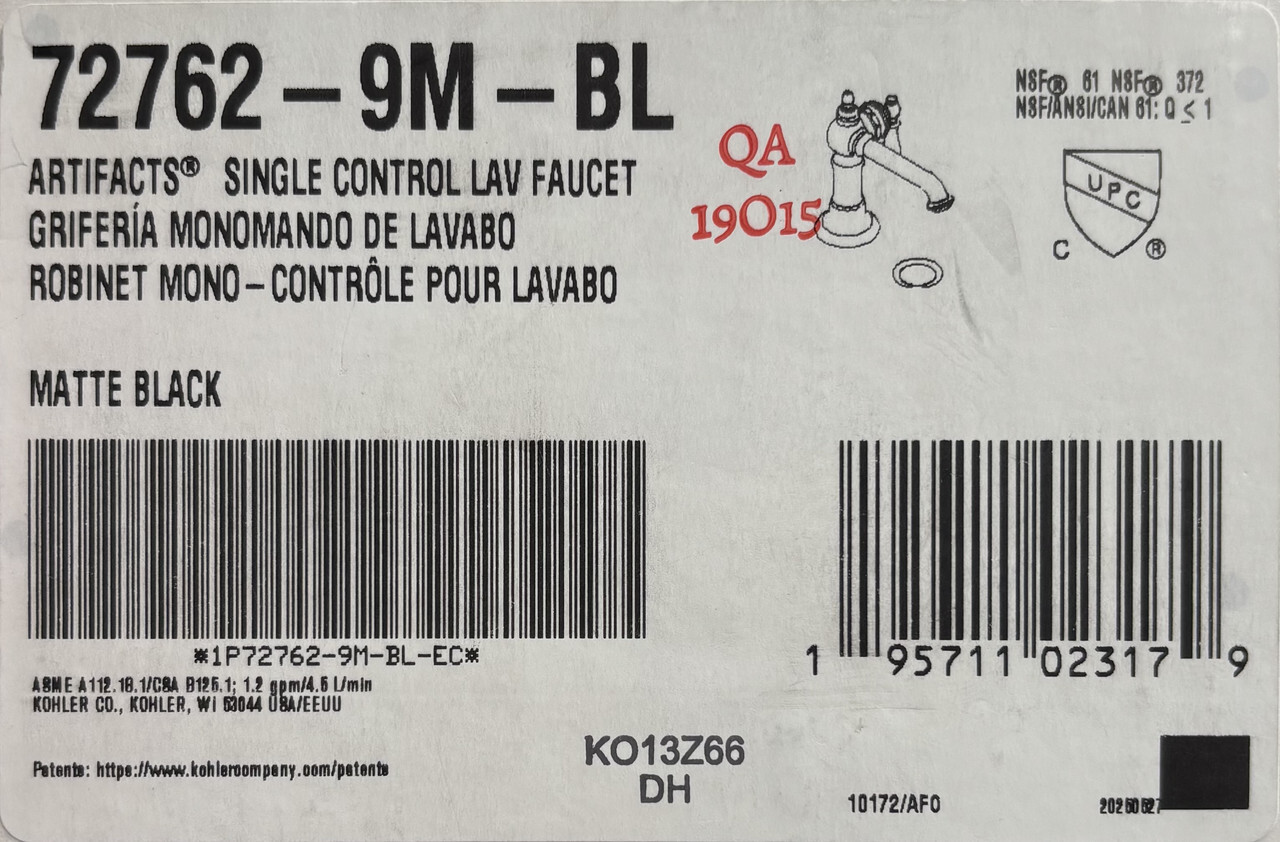 72762-9M-BL
ARTIFACTS® SINGLE CONTROL LAV FAUCET
GRIFERÍA MONOMANDO DE LAVABO
ROBINET MONO-CONTRÔLE POUR LAVABO
MATTE BLACK
QA
19O15
NSF® 61 NSF® 372
NSF/ANSI/CAN 61: Q ≤ 1
UPC
C ®
*1P72762-9M-BL-EC*
1 95711 02317 9
ASME A112.18.1/CSA B125.1; 1.2 gpm/4.5 L/min
KOHLER CO., KOHLER, WI 53044 USA/EEUU
Patents: https://www.kohlercompany.com/patents
KO13Z66
DH
10172/AF0
20250527